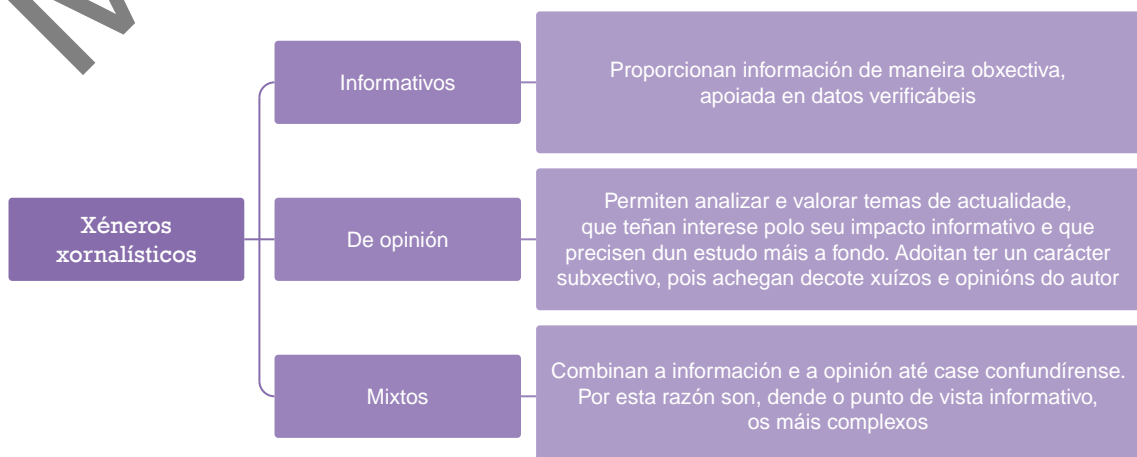 Xéneros
xornalísticos
Informativos
Proporcionan información de maneira obxectiva,
apoiada en datos verificábeis
De opinión
Permiten analizar e valorar temas de actualidade,
que teñan interese polo seu impacto informativo e que
precisen dun estudo máis a fondo. Adoitan ter un carácter
subxectivo, pois achegan decote xuízos e opinións do autor
Mixtos
Combinan a información e a opinión até case confundírense.
Por esta razón son, dende o punto de vista informativo,
os máis complexos